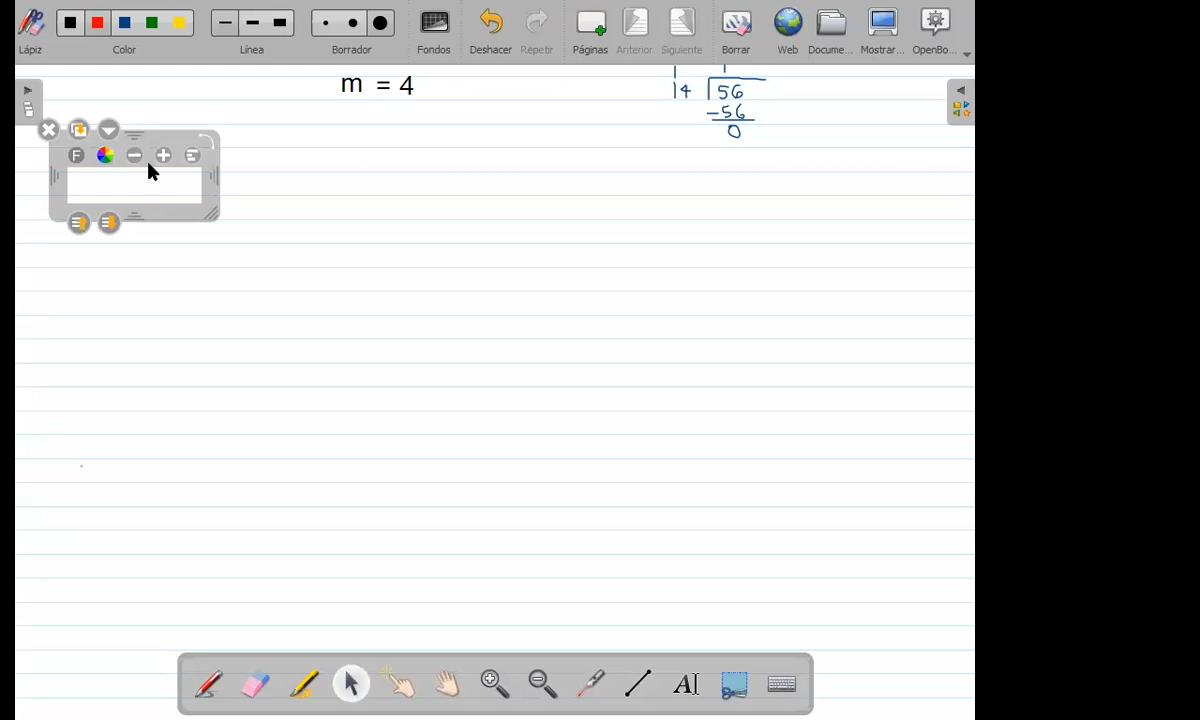 Lápiz Color Línea Borrador Fondos Deshacer Repetir Páginas Anterior Siguiente Borrar Web Docume... Mostrar... OpenBo...
m = 4
14 56
-56
0
F
A